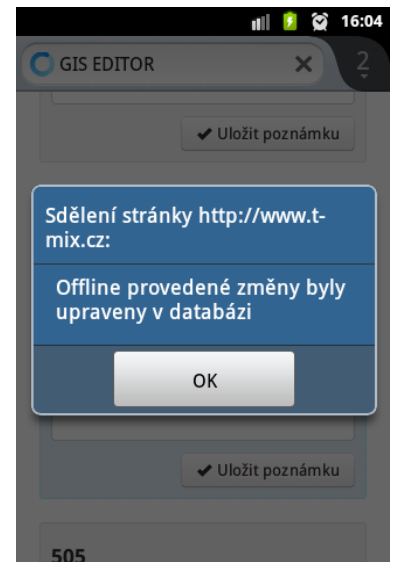 16:04
GIS EDITOR
2
Uložit poznámku
Sdělení stránky http://www.t-
mix.cz:
Offline provedené změny byly
upraveny v databázi
OK
Uložit poznámku
505